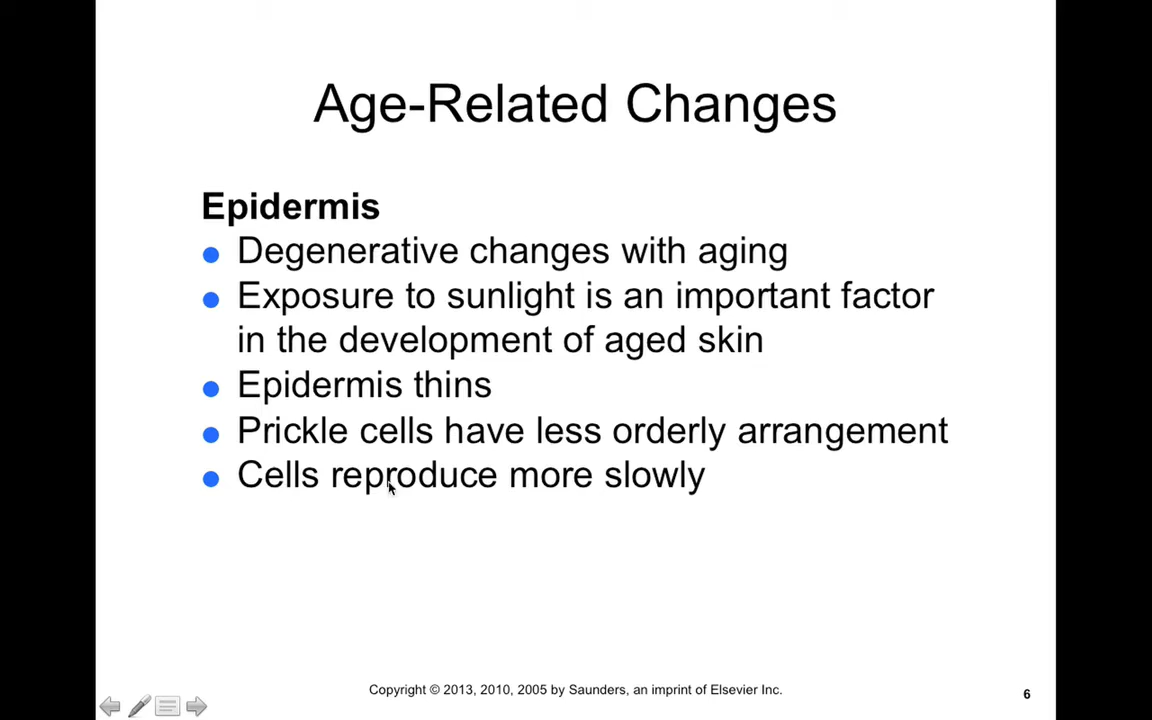 Age-Related Changes
Epidermis
● Degenerative changes with aging
● Exposure to sunlight is an important factor
in the development of aged skin
● Epidermis thins
● Prickle cells have less orderly arrangement
● Cells reproduce more slowly
Copyright © 2013, 2010, 2005 by Saunders, an imprint of Elsevier Inc.
6